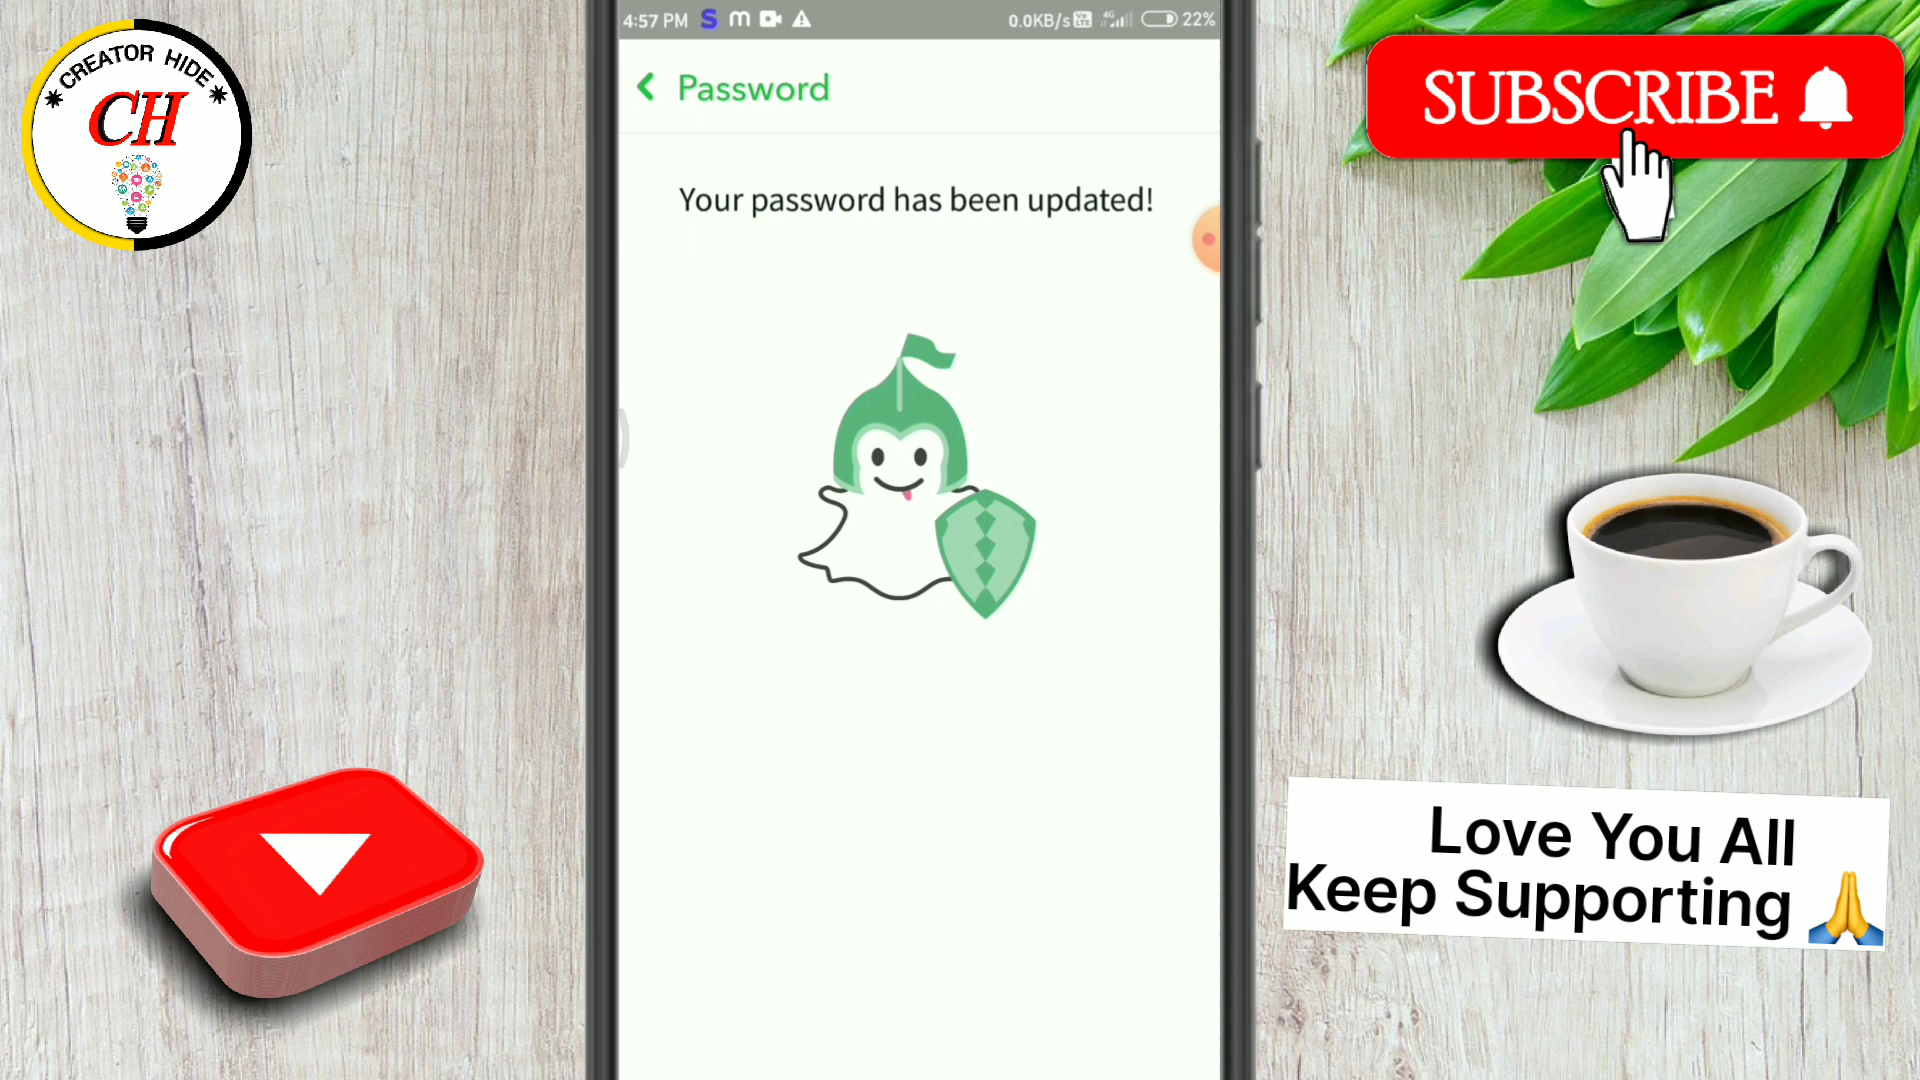 CREATOR HIDE
CH
4:57 PM S m 0.0KB/s 4G 22%
Password
Your password has been updated!
SUBSCRIBE
Love You All
Keep Supporting 🙏